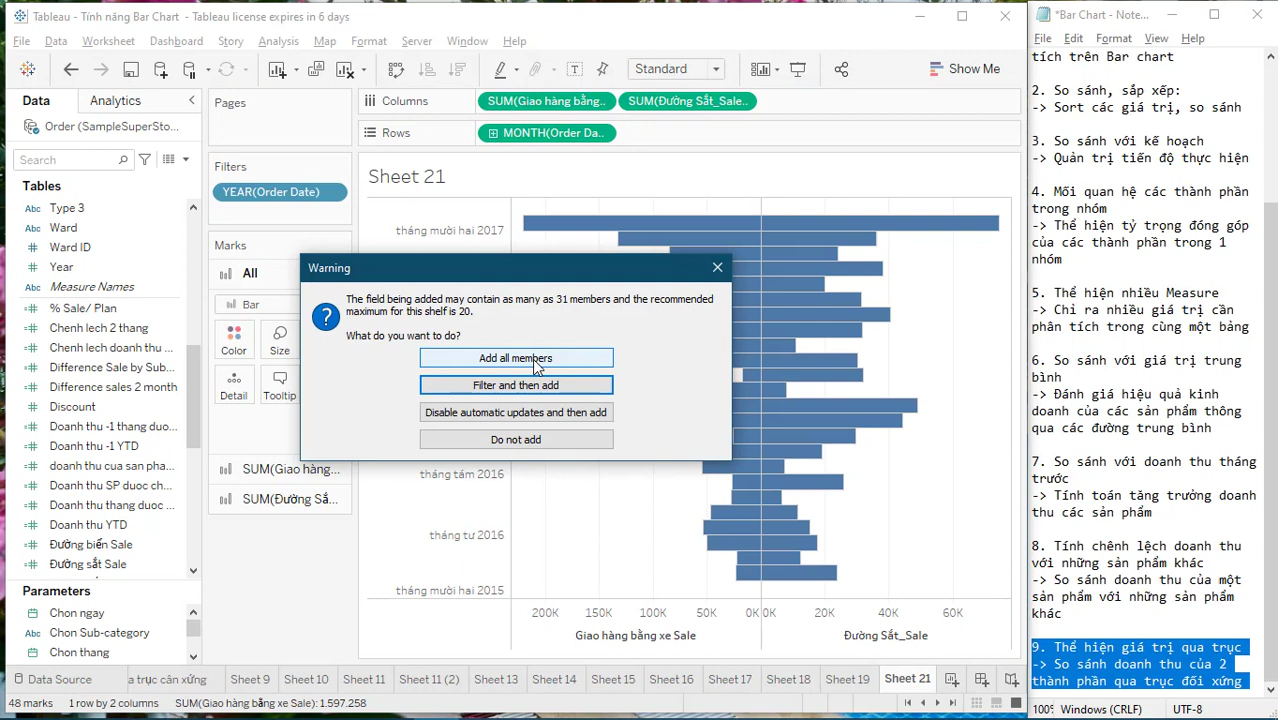 Tableau - Tính năng Bar Chart - Tableau license expires in 6 days
File Data Worksheet Dashboard Story Analysis Map Format Server Window Help
Standard
Show Me
Data
Analytics
Order (SampleSuperSto...
Search
Tables
Abc Type 3
Abc Ward
# Ward ID
# Year
Abc Measure Names
% Sale/ Plan
Chenh lech 2 thang
Chenh lech doanh thu ...
Difference Sale by Sub...
Difference sales 2 month
Discount
Doanh thu -1 thang duo...
Doanh thu -1 YTD
doanh thu cua san pha...
Doanh thu SP duoc ch...
Doanh thu thang duoc ...
Doanh thu YTD
Đường biển Sale
Đường sắt Sale
Parameters
Chon ngay
Abc Chon Sub-category
Chon thang
Pages
Filters
YEAR(Order Date)
Marks
All
Bar
Color
Size
Detail
Tooltip
SUM(Giao hàng...
SUM(Đường Sắ...
Columns
SUM(Giao hàng bằng..
SUM(Đường Sắt_Sale..
Rows
MONTH(Order Da..
Sheet 21
tháng mười hai 2017
tháng tám 2016
tháng tư 2016
tháng mười hai 2015
200K 150K 100K 50K 0K 0K 20K 40K 60K
Giao hàng bằng xe Sale
Đường Sắt_Sale
Warning
The field being added may contain as many as 31 members and the recommended
maximum for this shelf is 20.
What do you want to do?
Add all members
Filter and then add
Disable automatic updates and then add
Do not add
Data Source
a trục cân xứng
Sheet 9
Sheet 10
Sheet 11
Sheet 11 (2)
Sheet 13
Sheet 14
Sheet 15
Sheet 16
Sheet 17
Sheet 18
Sheet 19
Sheet 21
48 marks 1 row by 2 columns SUM(Giao hàng bằng xe Sale): 1.597.258
*Bar Chart - Note...
File Edit Format View Help
tích trên Bar chart
2. So sánh, sắp xếp:
-> Sort các giá trị, so sánh
3. So sánh với kế hoạch
-> Quản trị tiến độ thực hiện
4. Mối quan hệ các thành phần
trong nhóm
-> Thể hiện tỷ trọng đóng góp
của các thành phần trong 1
nhóm
5. Thể hiện nhiều Measure
-> Chỉ ra nhiều giá trị cần
phân tích trong cùng một bảng
6. So sánh với giá trị trung
bình
-> Đánh giá hiệu quả kinh
doanh của các sản phẩm thông
qua các đường trung bình
7. So sánh với doanh thu tháng
trước
-> Tính toán tăng trưởng doanh
thu các sản phẩm
8. Tính chênh lệch doanh thu
với những sản phẩm khác
-> So sánh doanh thu của một
sản phẩm với những sản phẩm
khác
9. Thể hiện giá trị qua trục
-> So sánh doanh thu của 2
thành phần qua trục đối xứng
Windows (CRLF)
UTF-8